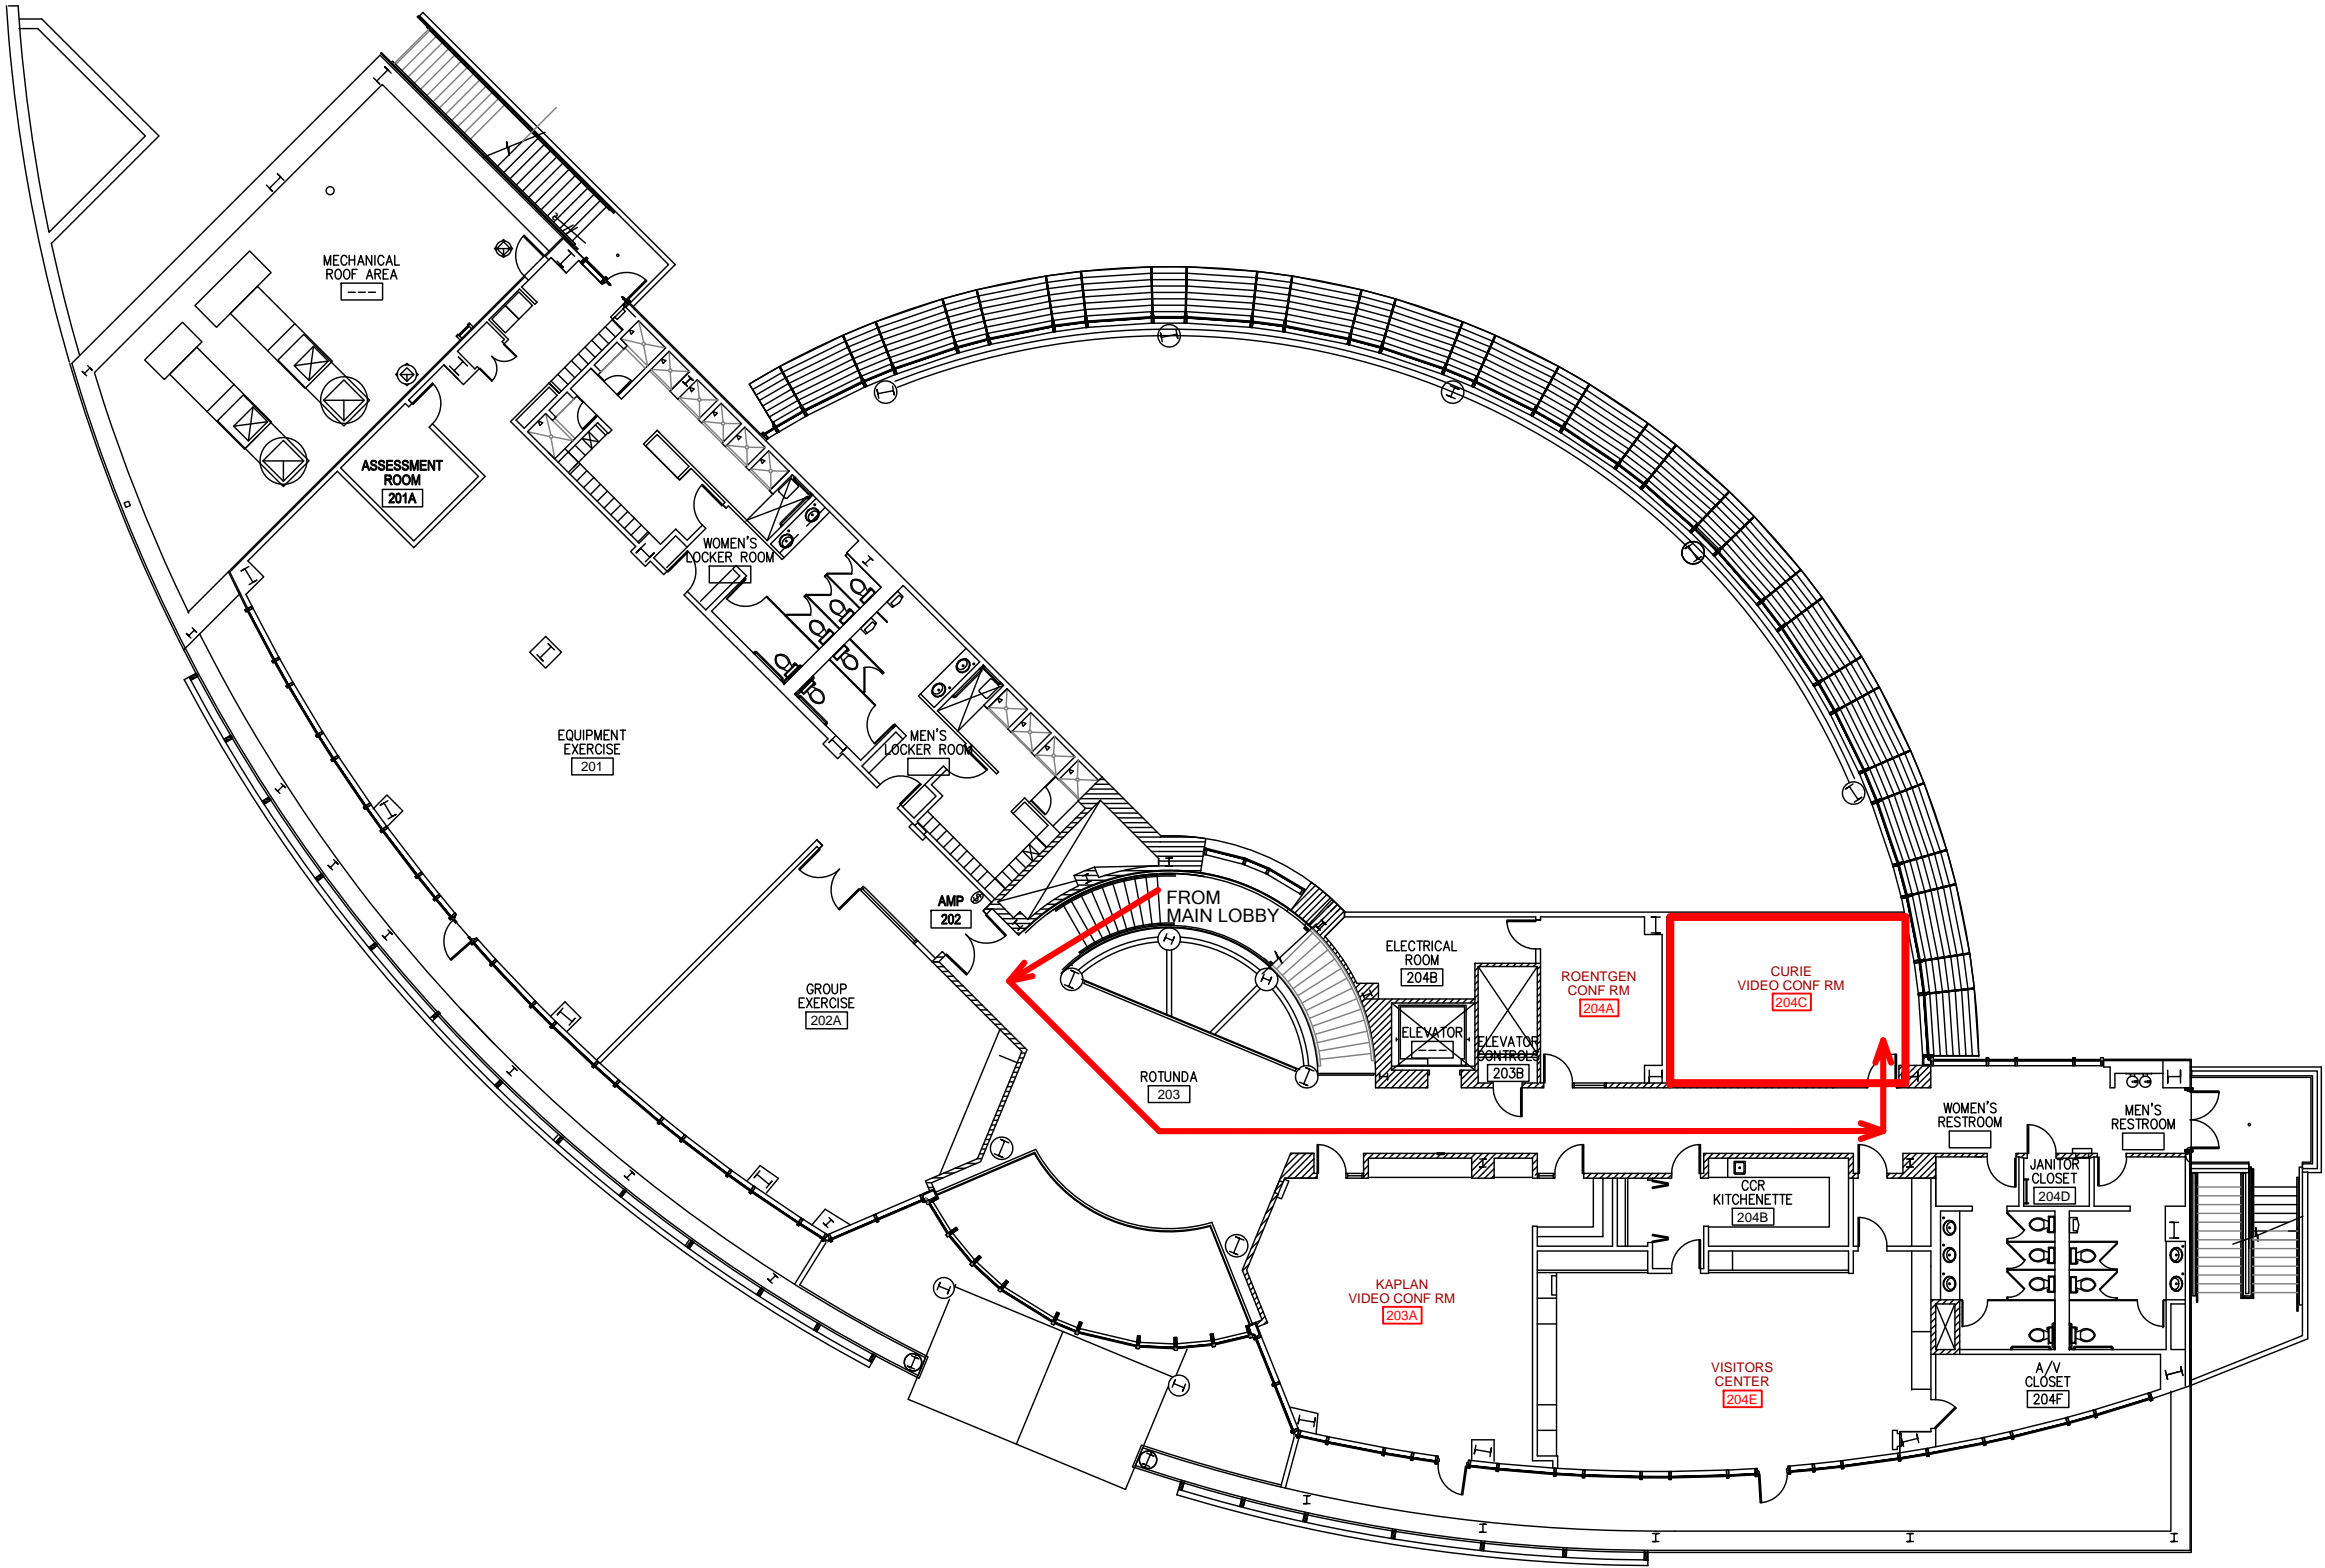 MECHANICAL
ROOF AREA
---
ASSESSMENT
ROOM
201A
WOMEN'S
LOCKER ROOM
EQUIPMENT
EXERCISE
201
MEN'S
LOCKER ROOM
AMP
202
FROM
MAIN LOBBY
GROUP
EXERCISE
202A
ELECTRICAL
ROOM
204B
ROENTGEN
CONF RM
204A
CURIE
VIDEO CONF RM
204C
ELEVATOR
---
ELEVATOR
CONTROLS
203B
ROTUNDA
203
WOMEN'S
RESTROOM
MEN'S
RESTROOM
JANITOR
CLOSET
204D
CCR
KITCHENETTE
204B
KAPLAN
VIDEO CONF RM
203A
VISITORS
CENTER
204E
A/V
CLOSET
204F